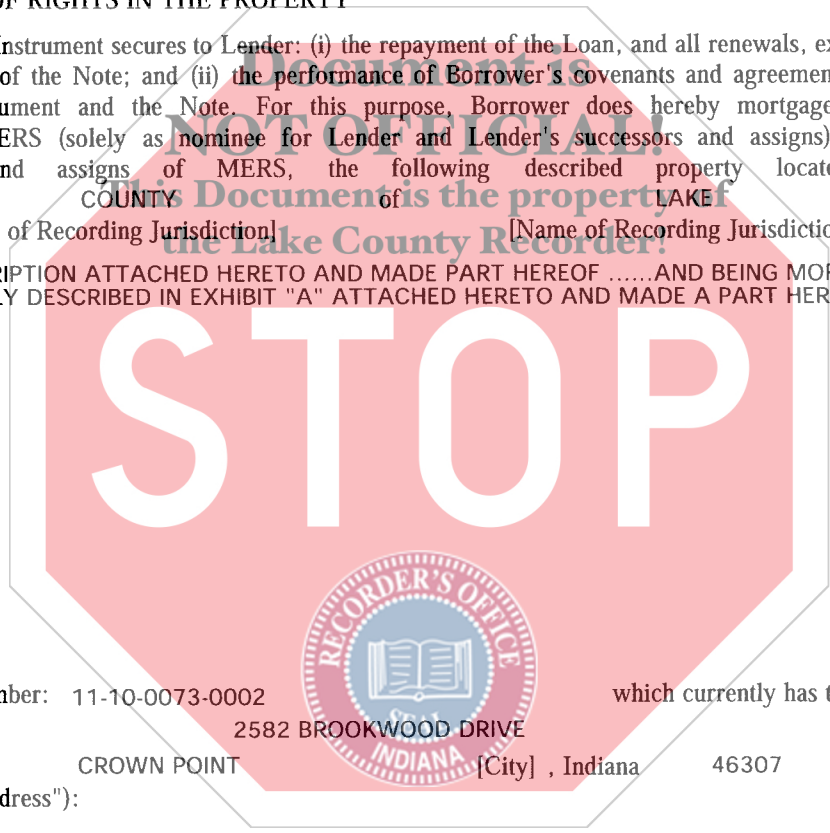 OF RIGHTS IN THE PROPERTY
Instrument secures to Lender: (i) the repayment of the Loan, and all renewals, ex
of the Note; and (ii) the performance of Borrower's covenants and agreemen
ument and the Note. For this purpose, Borrower does hereby mortgage
ERS (solely as nominee for Lender and Lender's successors and assigns)
nd assigns of MERS, the following described property locate
COUNTY of LAKE
of Recording Jurisdiction] [Name of Recording Jurisdictio
RIPTION ATTACHED HERETO AND MADE PART HEREOF ......AND BEING MOR
LY DESCRIBED IN EXHIBIT "A" ATTACHED HERETO AND MADE A PART HER
Document is
NOT OFFICIAL!
This Document is the property of
the Lake County Recorder!
STOP
RECORDER'S OFFICE
SEAL
INDIANA
mber: 11-10-0073-0002 which currently has t
2582 BROOKWOOD DRIVE
CROWN POINT [City] , Indiana 46307
dress"):